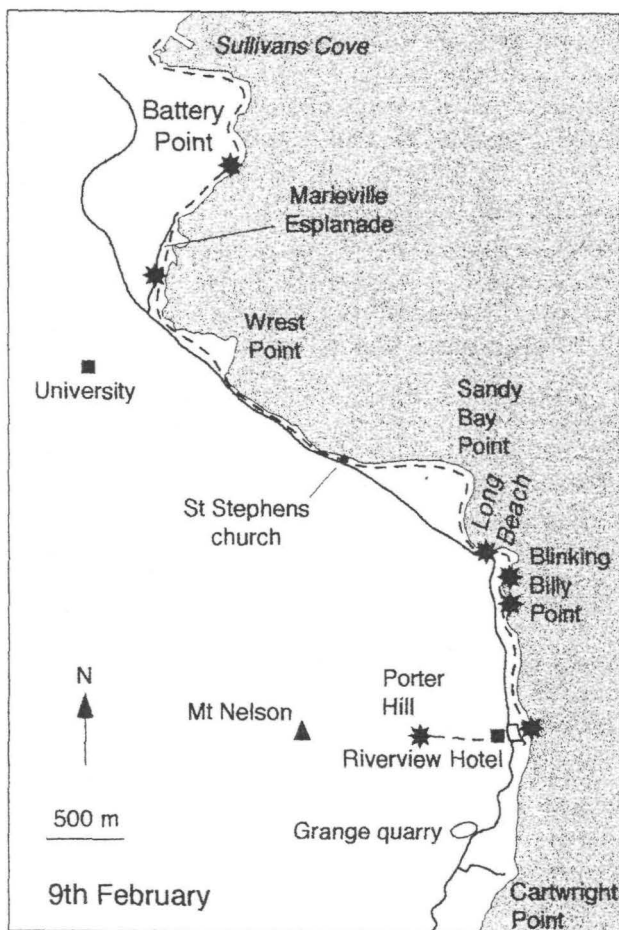 Sullivans Cove
Battery
Point
Marieville
Esplanade
Wrest
Point
University
Sandy
Bay
Point
St Stephens
church
Long
Beach
Blinking
Billy
Point
N
Porter
Hill
Mt Nelson
Riverview Hotel
500 m
Grange quarry
9th February
Cartwright
Point